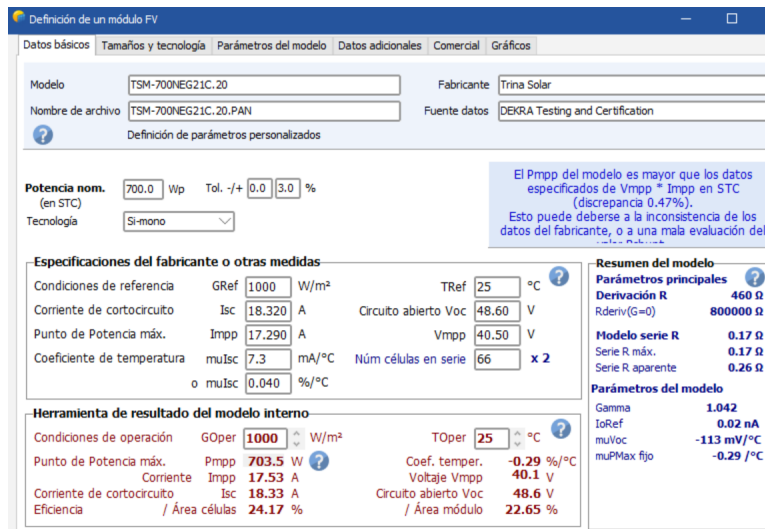 Definición de un módulo FV
Datos básicos Tamaños y tecnología Parámetros del modelo Datos adicionales Comercial Gráficos
Modelo TSM-700NEG21C.20 Fabricante Trina Solar
Nombre de archivo TSM-700NEG21C.20.PAN Fuente datos DEKRA Testing and Certification
? Definición de parámetros personalizados
Potencia nom. 700.0 Wp Tol. -/+ 0.0 3.0 %
(en STC)
Tecnología Si-mono
El Pmpp del modelo es mayor que los datos
especificados de Vmpp * Impp en STC
(discrepancia 0.47%).
Esto puede deberse a la inconsistencia de los
datos del fabricante, o a una mala evaluación del
Especificaciones del fabricante o otras medidas
Condiciones de referencia GRef 1000 W/m² TRef 25 °C ?
Corriente de cortocircuito Isc 18.320 A Circuito abierto Voc 48.60 V
Punto de Potencia máx. Impp 17.290 A Vmpp 40.50 V
Coeficiente de temperatura muIsc 7.3 mA/°C Núm células en serie 66 x 2
o muIsc 0.040 %/°C
Herramienta de resultado del modelo interno
Condiciones de operación GOper 1000 W/m² TOper 25 °C ?
Punto de Potencia máx. Pmpp 703.5 W ? Coef. temper. -0.29 %/°C
Corriente Impp 17.53 A Voltaje Vmpp 40.1 V
Corriente de cortocircuito Isc 18.33 A Circuito abierto Voc 48.6 V
Eficiencia / Área células 24.17 % / Área módulo 22.65 %
Resumen del modelo
Parámetros principales ?
Derivación R 460 Ω
Rderiv(G=0) 800000 Ω
Modelo serie R 0.17 Ω
Serie R máx. 0.17 Ω
Serie R aparente 0.26 Ω
Parámetros del modelo
Gamma 1.042
IoRef 0.02 nA
muVoc -113 mV/°C
muPMax fijo -0.29 /°C